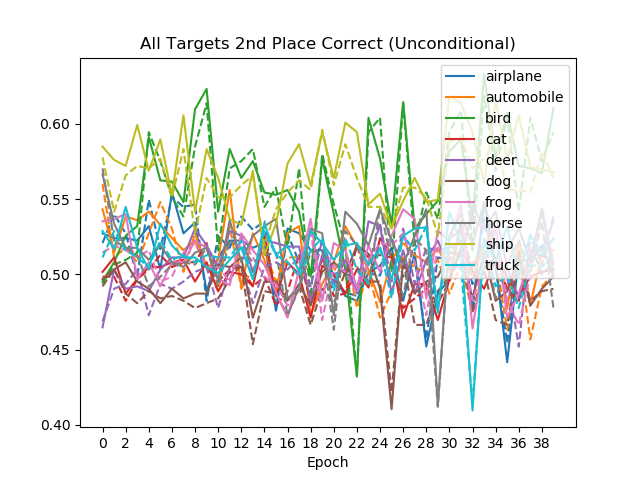 All Targets 2nd Place Correct (Unconditional)
airplane
automobile
bird
cat
deer
dog
frog
horse
ship
truck
0.60
0.55
0.50
0.45
0.40
0 2 4 6 8 10 12 14 16 18 20 22 24 26 28 30 32 34 36 38
Epoch